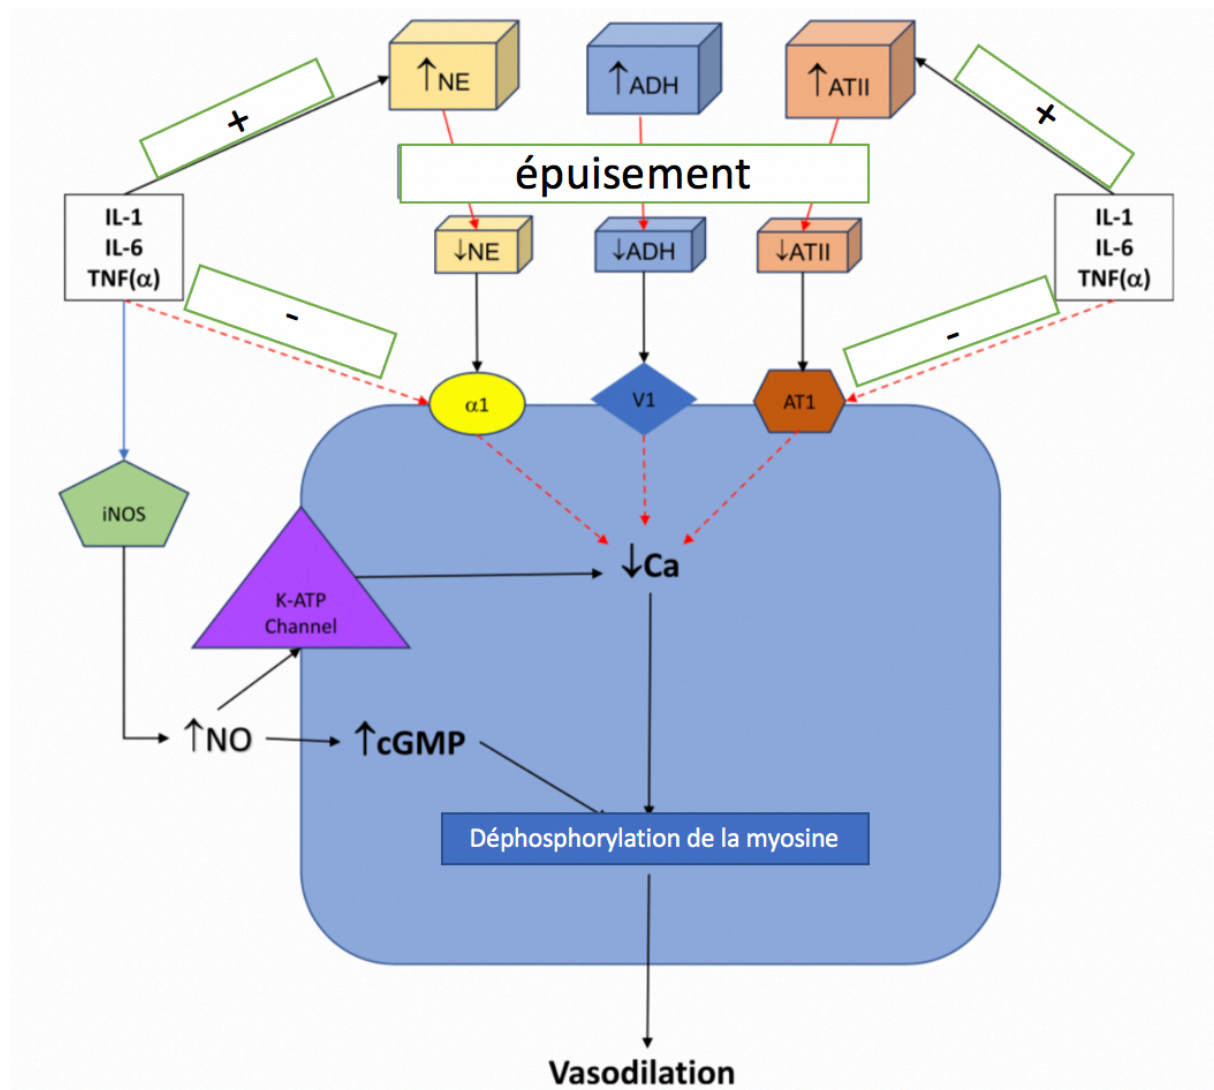 ↑NE
↑ADH
↑ATII
+
+
épuisement
IL-1
IL-6
TNF(α)
IL-1
IL-6
TNF(α)
↓NE
↓ADH
↓ATII
-
-
α1
V1
AT1
iNOS
↓Ca
K-ATP
Channel
↑NO
↑cGMP
Déphosphorylation de la myosine
Vasodilation